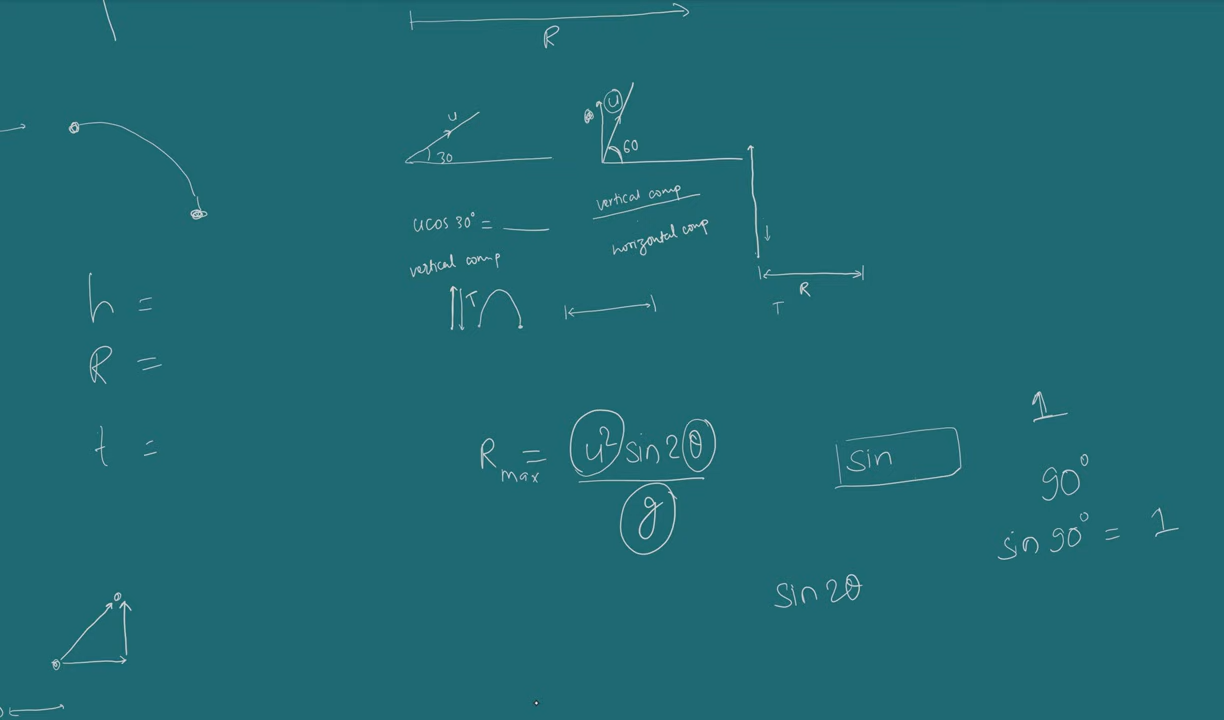 R
u
30
u
60
ucos 30° =
vertical comp
vertical comp
horizontal comp
T
R
T
h =
R =
t =
R max = u² sin 2θ
g
sin
1
90°
sin 90° = 1
sin 2θ